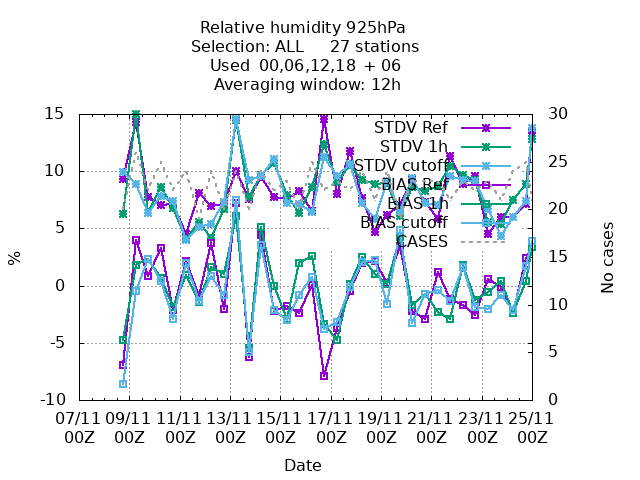 Relative humidity 925hPa
Selection: ALL 27 stations
Used 00,06,12,18 + 06
Averaging window: 12h
STDV Ref
STDV 1h
STDV cutoff
BIAS Ref
BIAS 1h
BIAS cutoff
CASES
%
15
10
5
0
-5
-10
No cases
30
25
20
15
10
5
0
07/11 09/11 11/11 13/11 15/11 17/11 19/11 21/11 23/11 25/11
00Z 00Z 00Z 00Z 00Z 00Z 00Z 00Z 00Z 00Z
Date